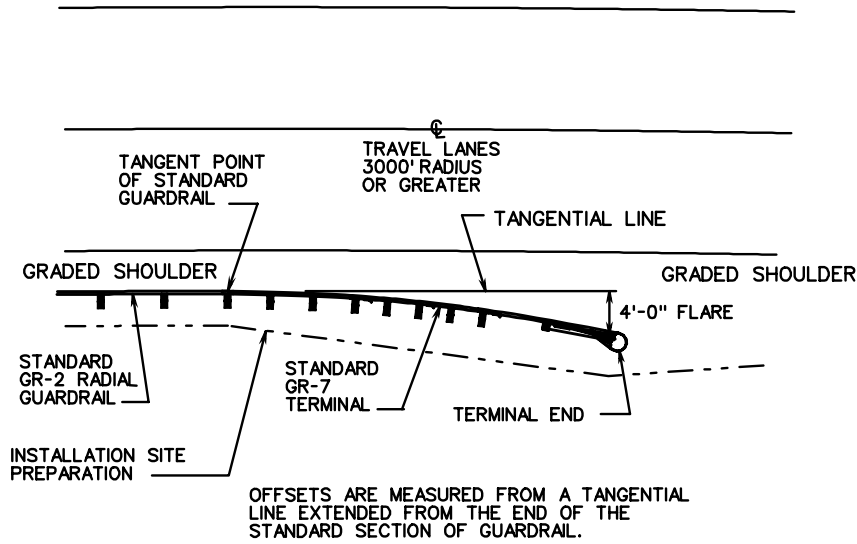 ℄
TRAVEL LANES
3000' RADIUS
OR GREATER
TANGENT POINT
OF STANDARD
GUARDRAIL
TANGENTIAL LINE
GRADED SHOULDER
GRADED SHOULDER
4'-0" FLARE
STANDARD
GR-2 RADIAL
GUARDRAIL
STANDARD
GR-7
TERMINAL
TERMINAL END
INSTALLATION SITE
PREPARATION
OFFSETS ARE MEASURED FROM A TANGENTIAL
LINE EXTENDED FROM THE END OF THE
STANDARD SECTION OF GUARDRAIL.